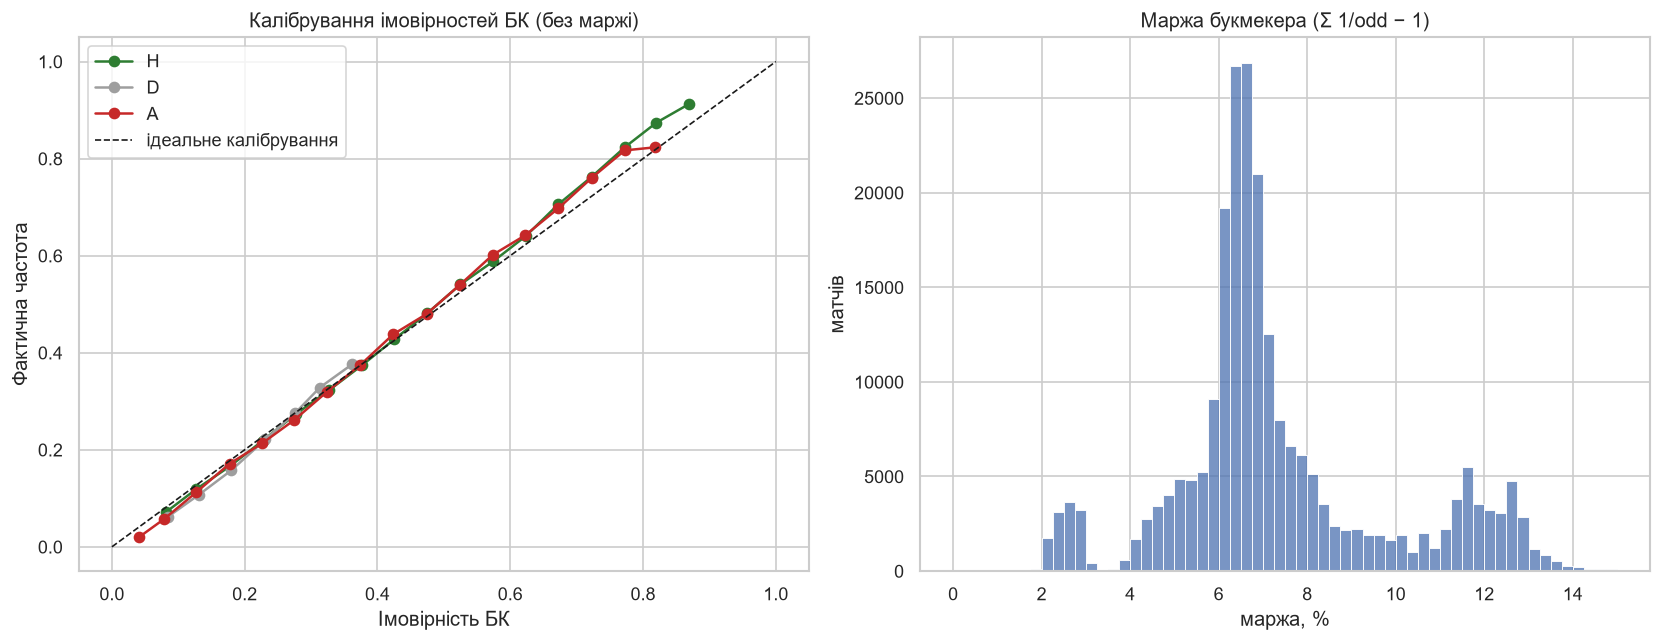 Калібрування імовірностей БК (без маржі)
H
D
A
ідеальне калібрування
1.0
0.8
0.6
0.4
0.2
0.0
Фактична частота
0.0 0.2 0.4 0.6 0.8 1.0
Імовірність БК
Маржа букмекера (Σ 1/odd − 1)
25000
20000
15000
10000
5000
0
матчів
0 2 4 6 8 10 12 14
маржа, %